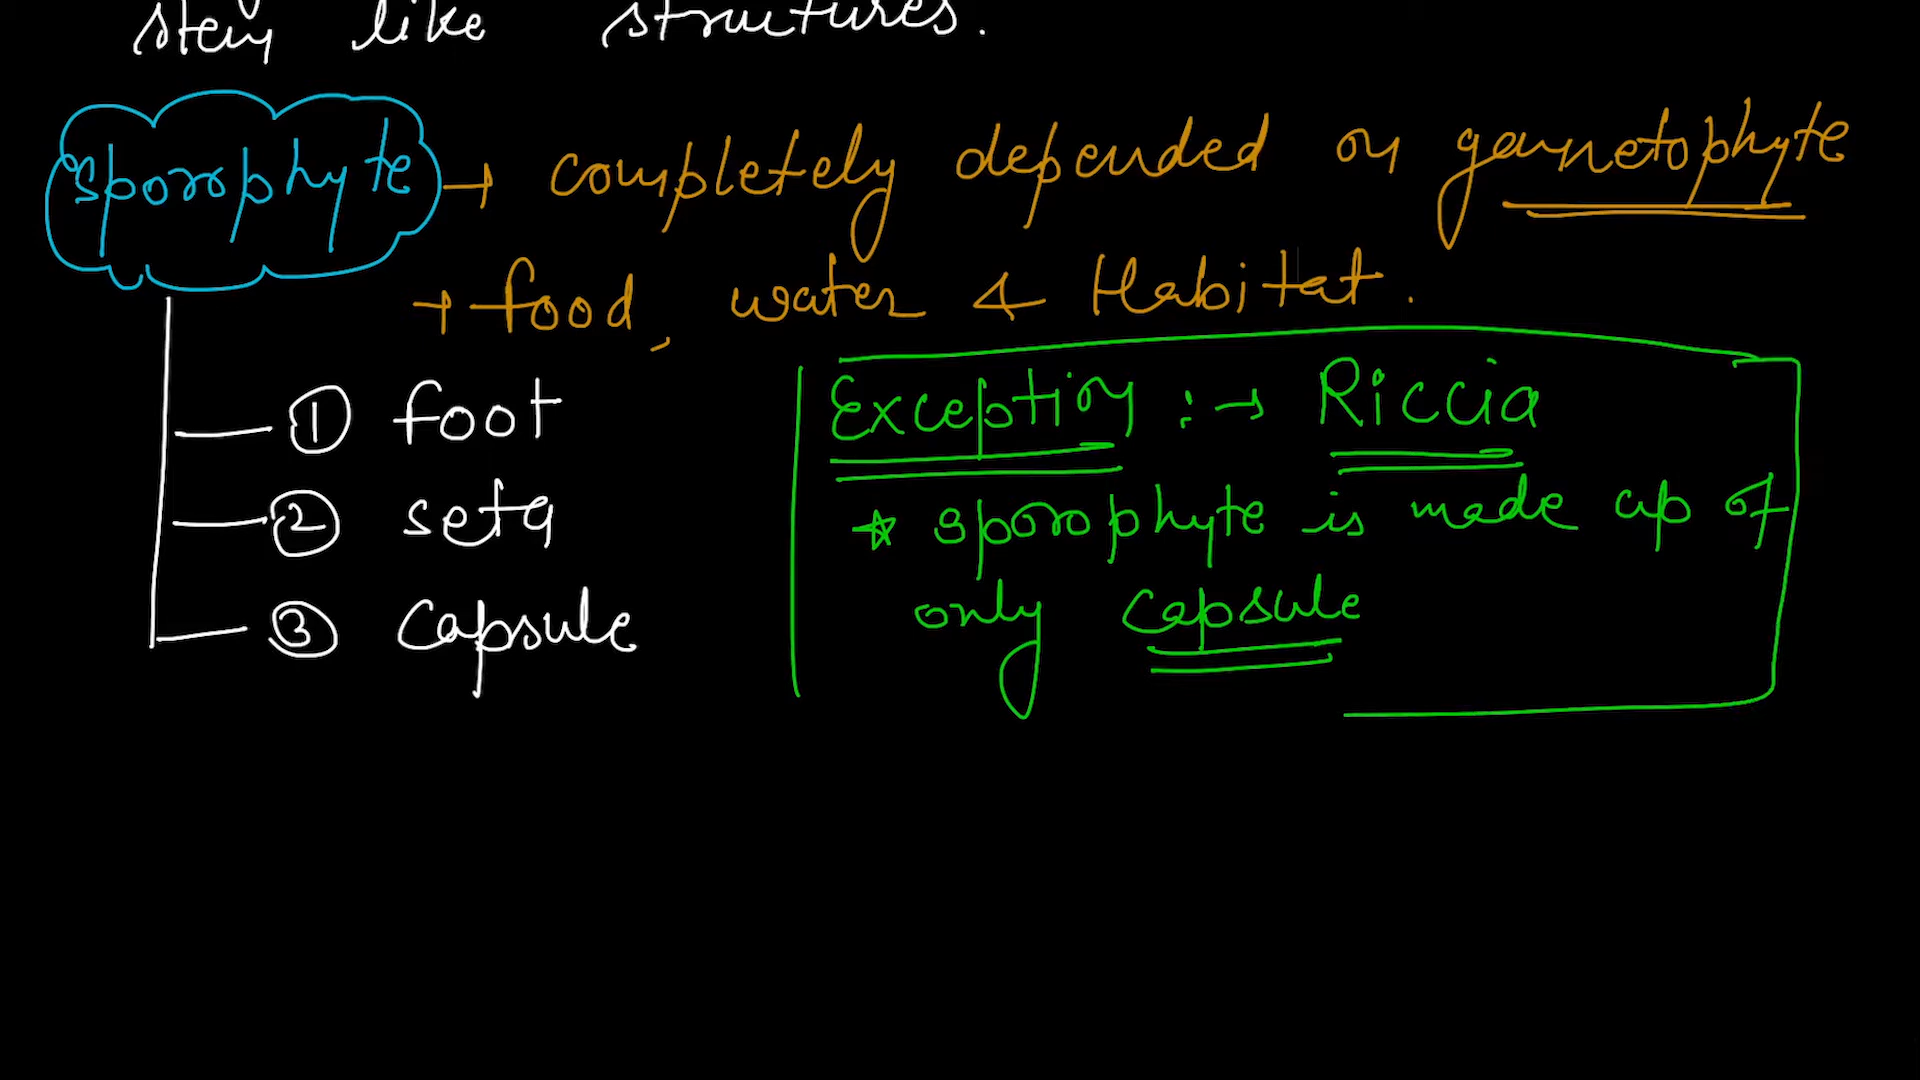 stem like structures.
sporophyte → completely depended on gametophyte
→ food, water & Habitat.
① foot
② seta
③ capsule
Exception :→ Riccia
* sporophyte is made up of
only capsule